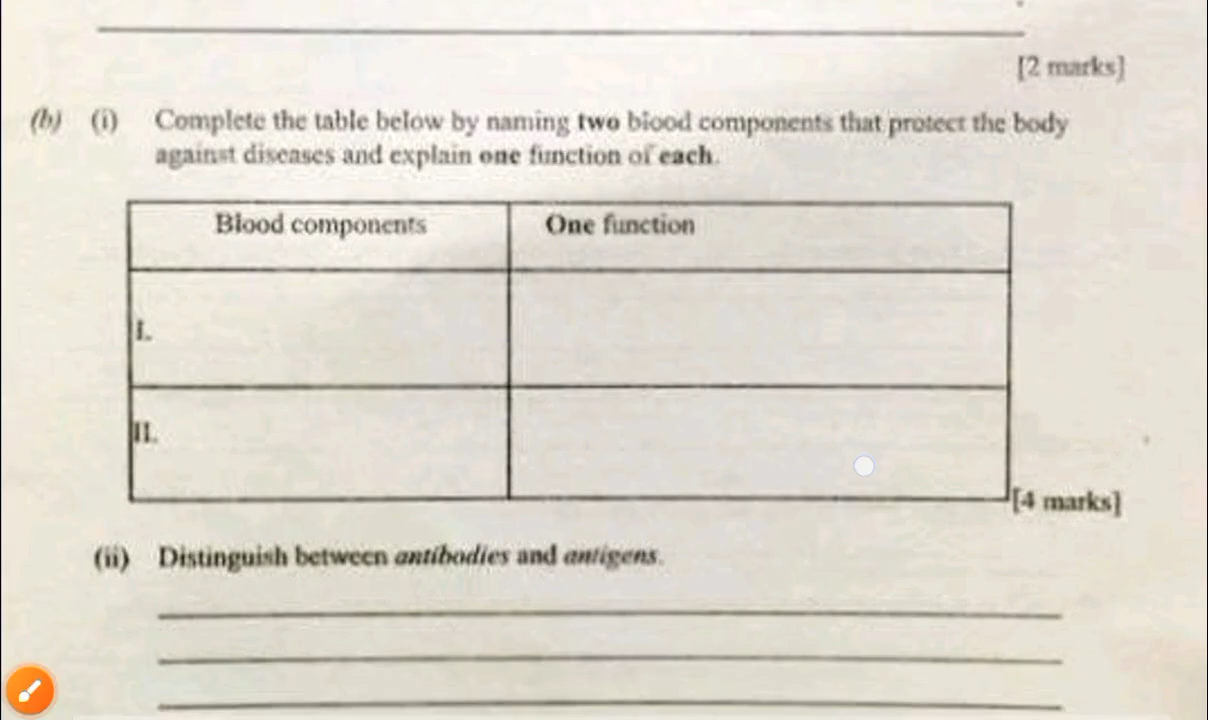 [2 marks]
(b) (i) Complete the table below by naming two blood components that protect the body
against diseases and explain one function of each.
Blood components One function
I.
II.
[4 marks]
(ii) Distinguish between antibodies and antigens.